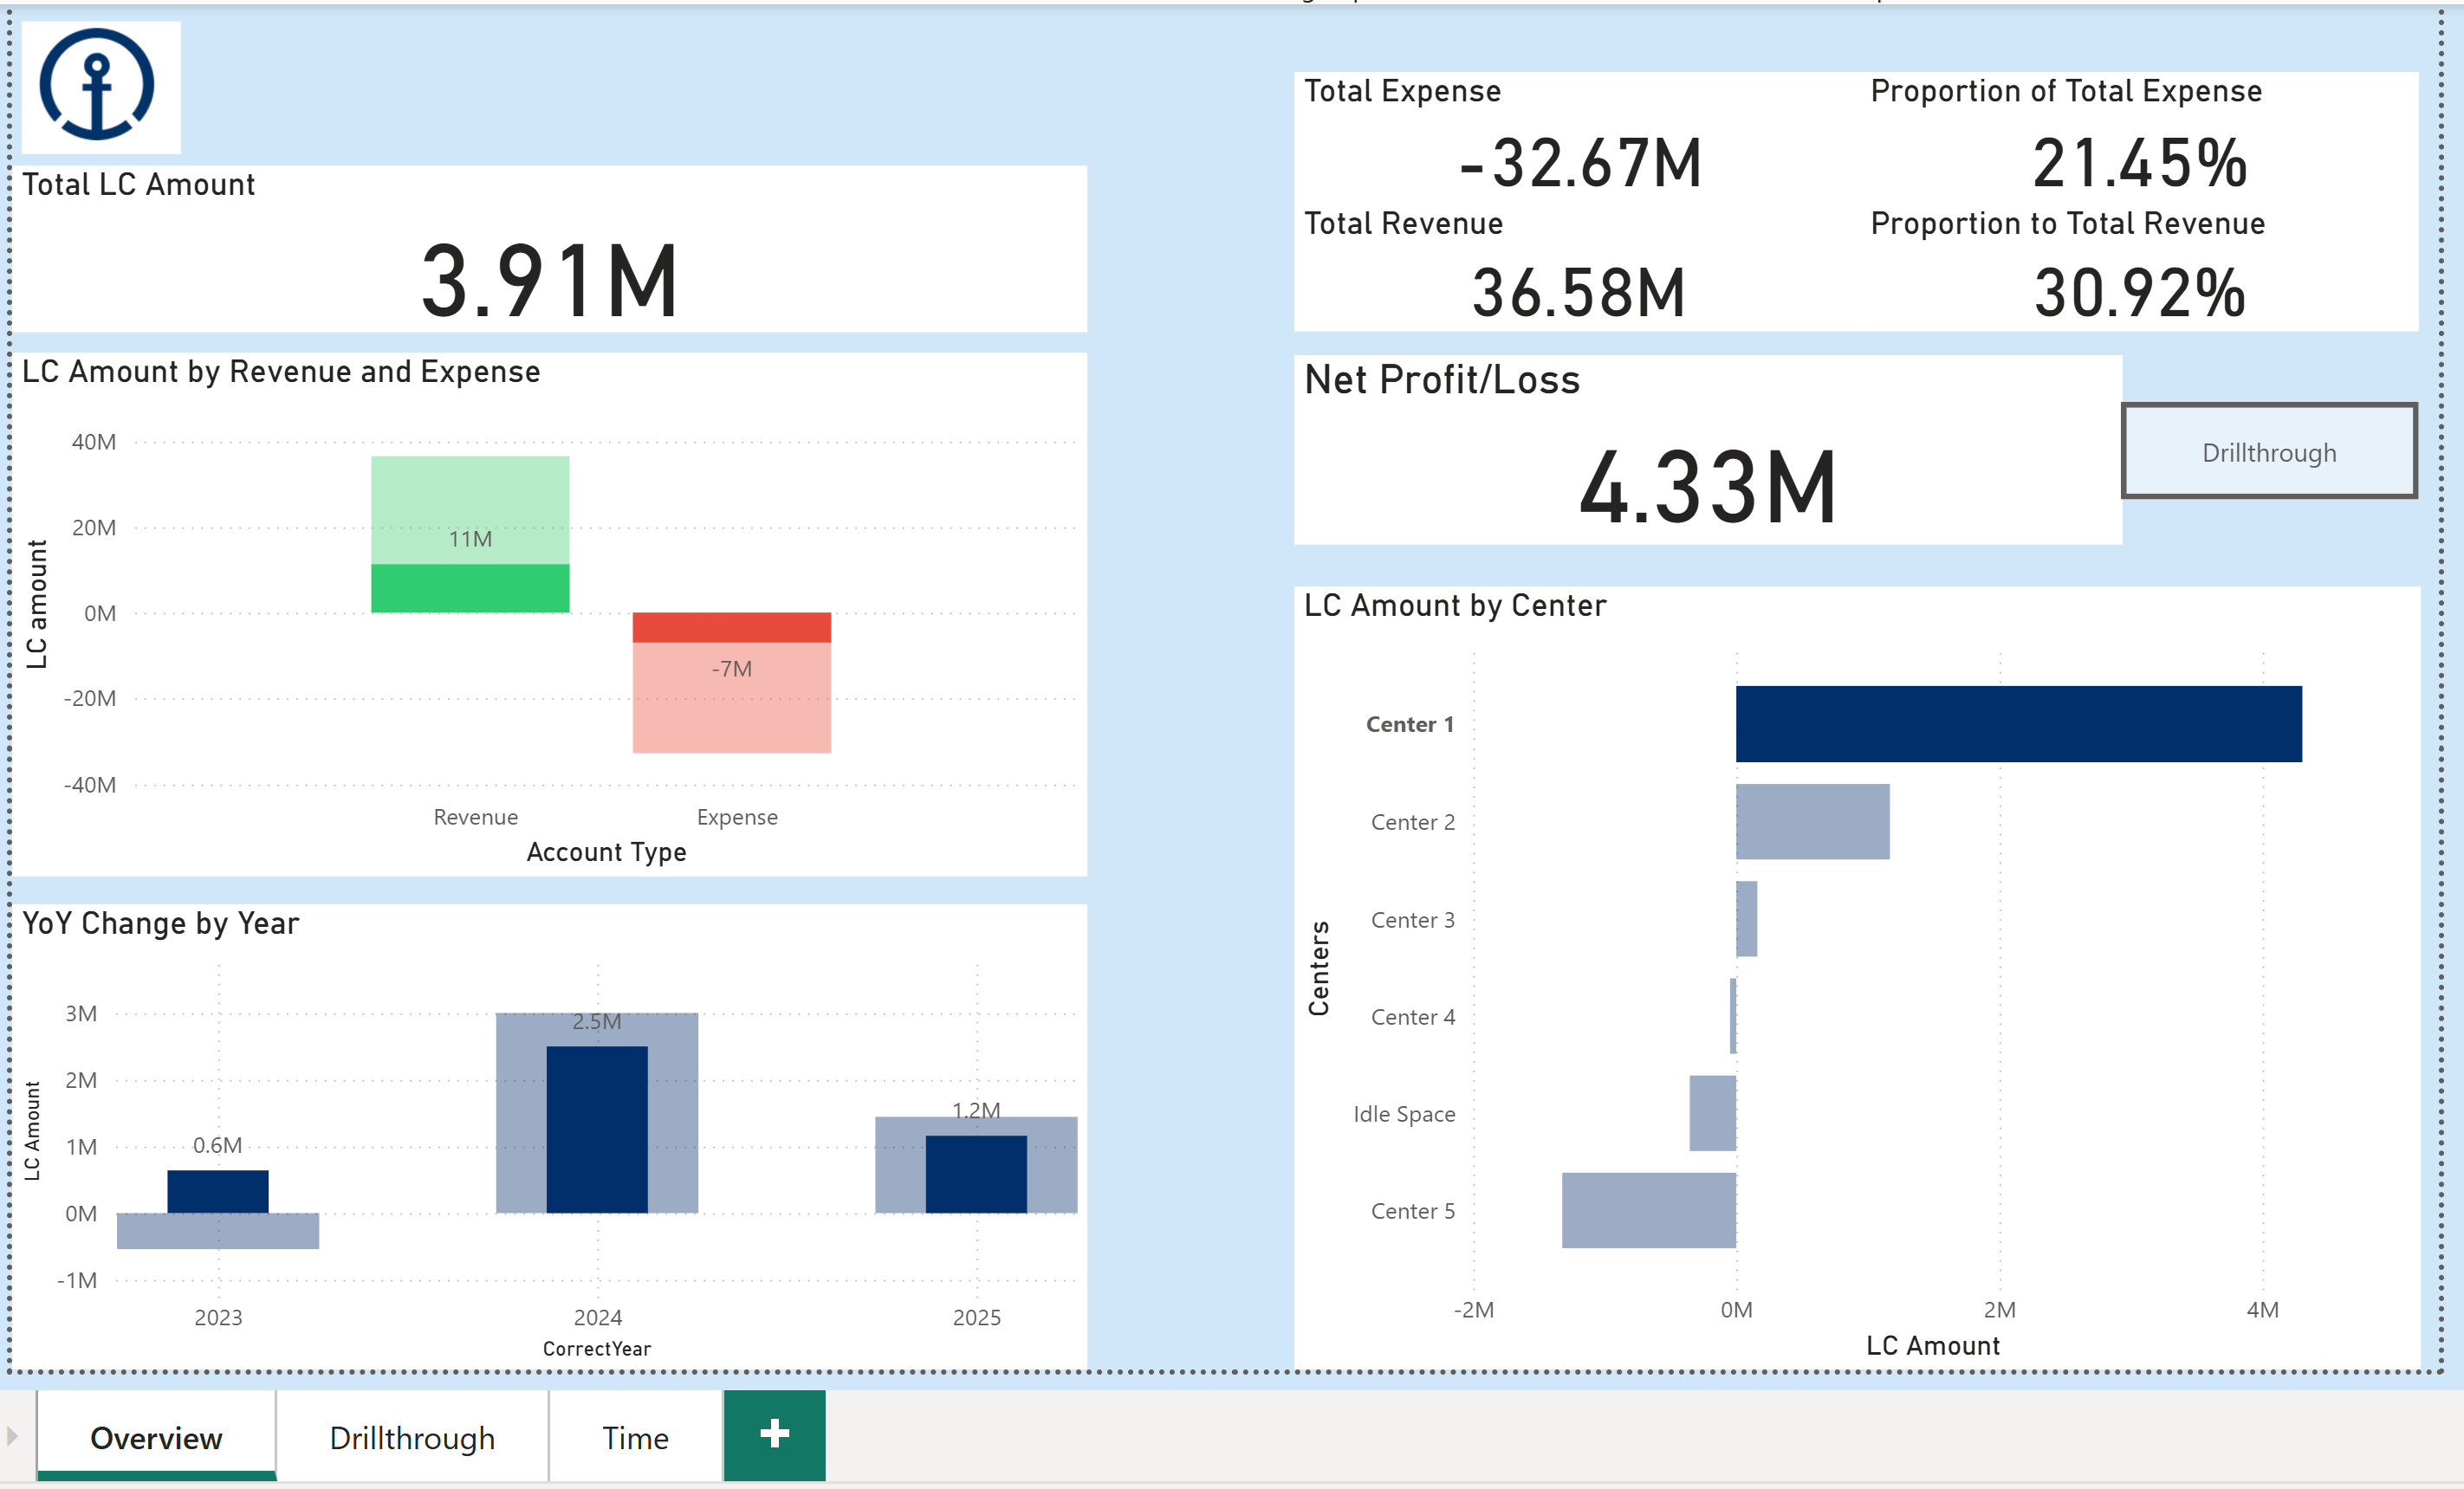 Total LC Amount
3.91M
Total Expense
-32.67M
Proportion of Total Expense
21.45%
Total Revenue
36.58M
Proportion to Total Revenue
30.92%
LC Amount by Revenue and Expense
LC amount
40M
20M
0M
-20M
-40M
11M
-7M
Revenue
Expense
Account Type
Net Profit/Loss
4.33M
Drillthrough
YoY Change by Year
LC Amount
3M
2M
1M
0M
-1M
0.6M
2.5M
1.2M
2023
2024
2025
CorrectYear
LC Amount by Center
Centers
Center 1
Center 2
Center 3
Center 4
Idle Space
Center 5
-2M
0M
2M
4M
LC Amount
Overview
Drillthrough
Time
+